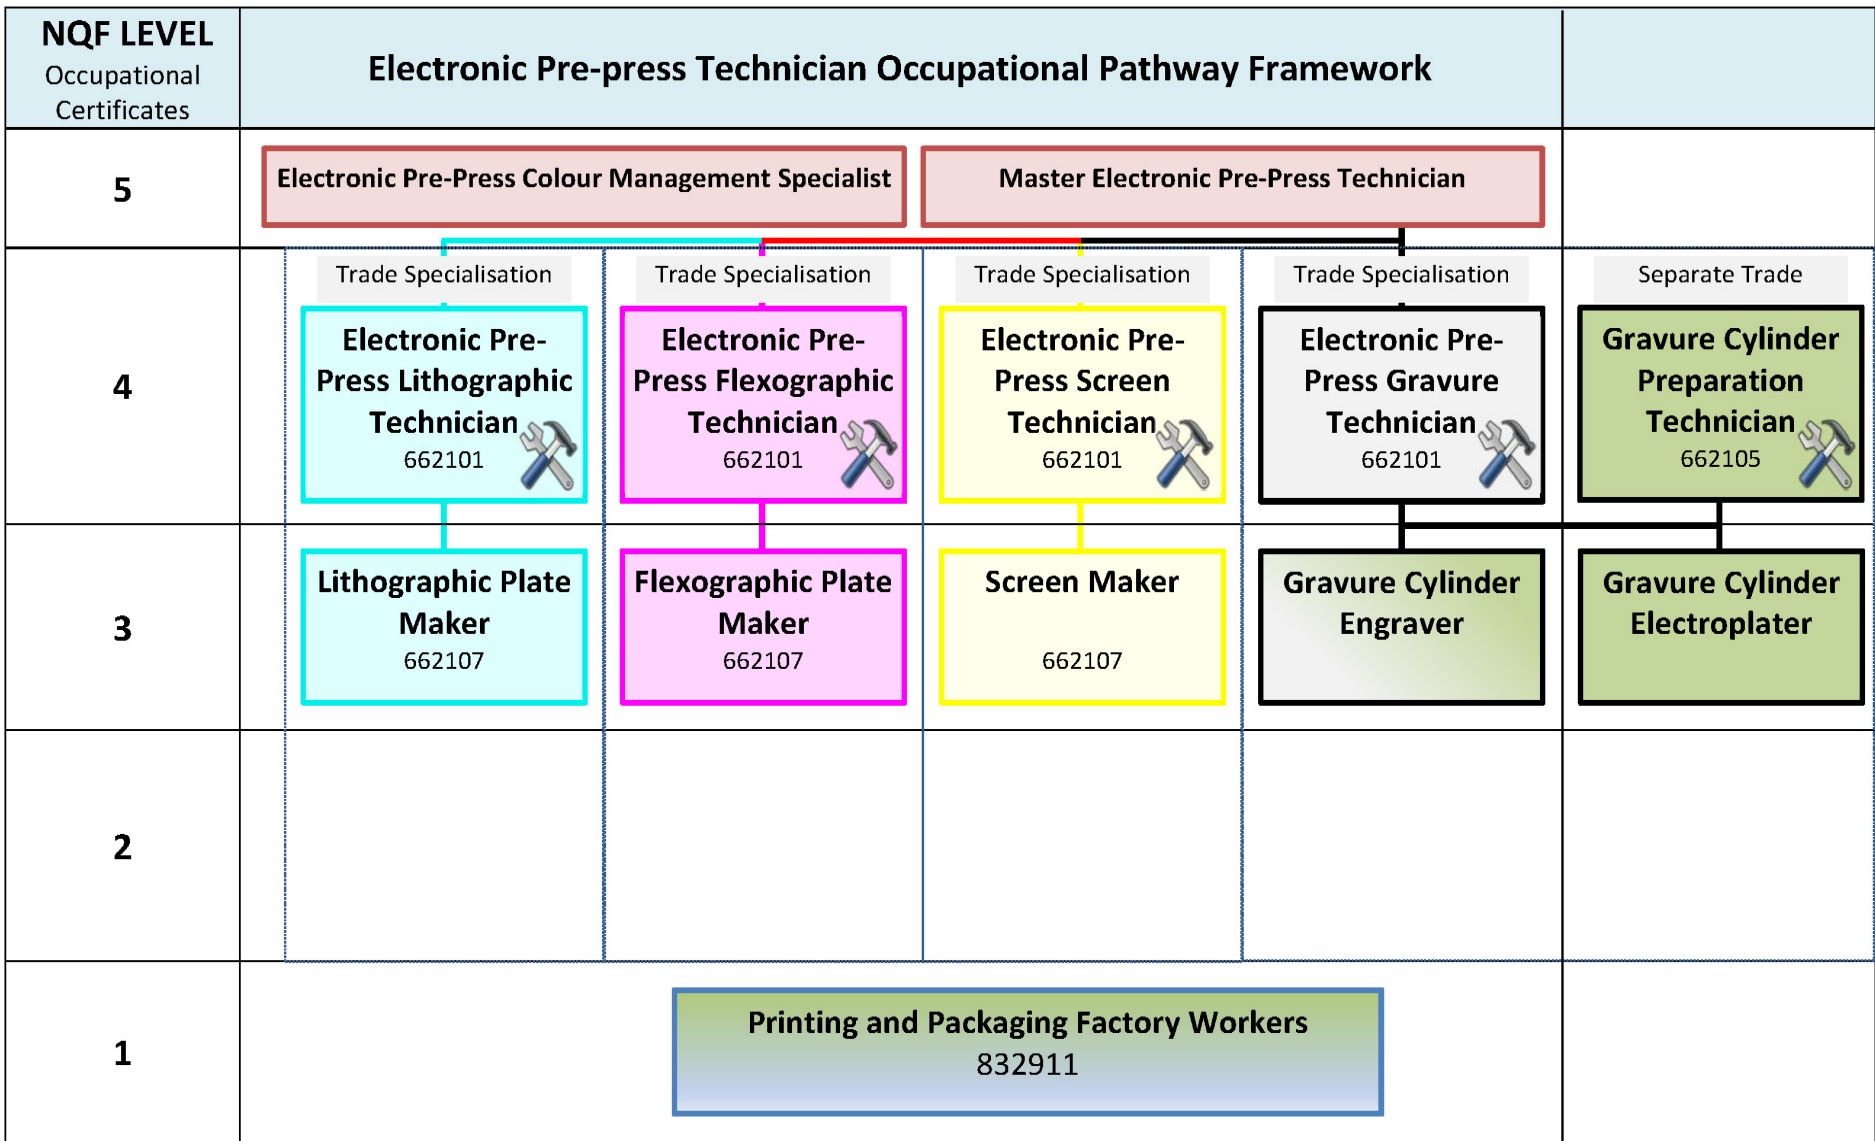 NQF LEVEL
Occupational
Certificates
Electronic Pre-press Technician Occupational Pathway Framework
5
Electronic Pre-Press Colour Management Specialist
Master Electronic Pre-Press Technician
4
Trade Specialisation
Electronic Pre-
Press Lithographic
Technician
662101
Trade Specialisation
Electronic Pre-
Press Flexographic
Technician
662101
Trade Specialisation
Electronic Pre-
Press Screen
Technician
662101
Trade Specialisation
Electronic Pre-
Press Gravure
Technician
662101
Separate Trade
Gravure Cylinder
Preparation
Technician
662105
3
Lithographic Plate
Maker
662107
Flexographic Plate
Maker
662107
Screen Maker
662107
Gravure Cylinder
Engraver
Gravure Cylinder
Electroplater
2
1
Printing and Packaging Factory Workers
832911